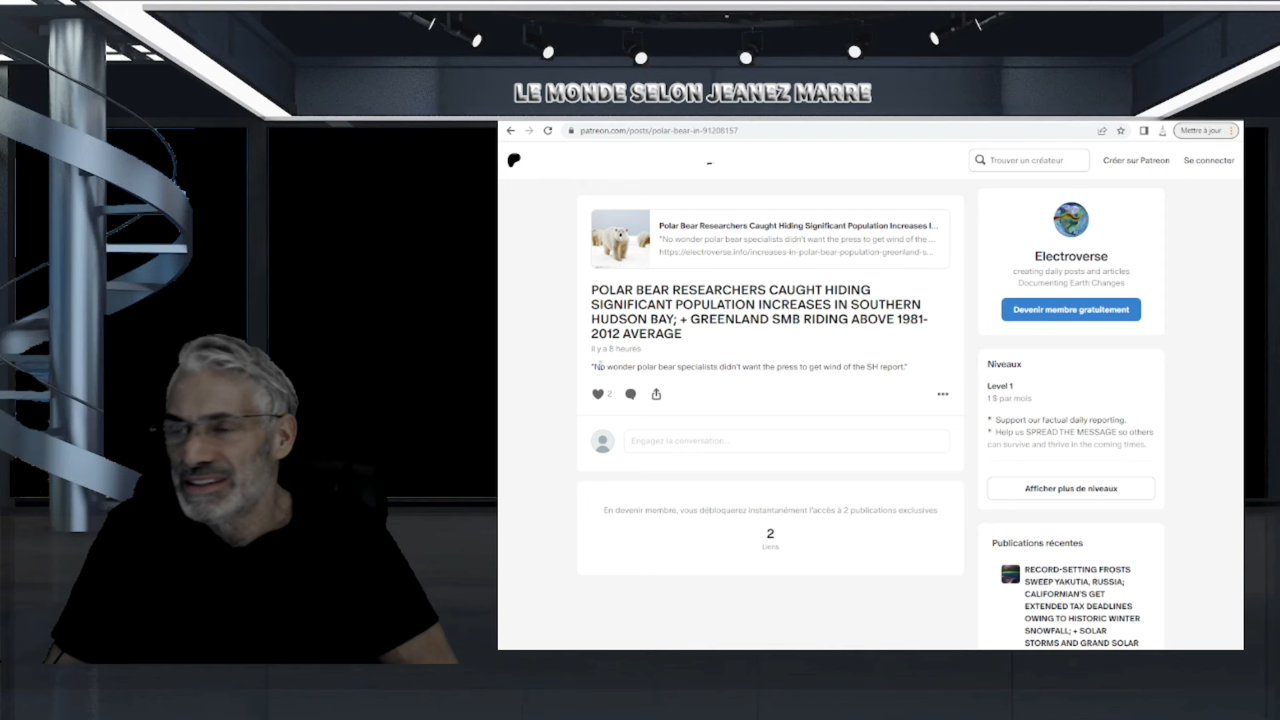 LE MONDE SELON JEANEZ MARRE
patreon.com/posts/polar-bear-in-91208157
Mettre à jour
Trouver un créateur
Créer sur Patreon
Se connecter
Polar Bear Researchers Caught Hiding Significant Population Increases I...
"No wonder polar bear specialists didn't want the press to get wind of the ...
https://electroverse.info/increases-in-polar-bear-population-greenland-s...
POLAR BEAR RESEARCHERS CAUGHT HIDING
SIGNIFICANT POPULATION INCREASES IN SOUTHERN
HUDSON BAY; + GREENLAND SMB RIDING ABOVE 1981-
2012 AVERAGE
il y a 8 heures
"No wonder polar bear specialists didn't want the press to get wind of the SH report."
2
Engagez la conversation...
En devenir membre, vous débloquerez instantanément l'accès à 2 publications exclusives
2
Liens
Electroverse
creating daily posts and articles
Documenting Earth Changes
Devenir membre gratuitement
Niveaux
Level 1
1 $ par mois
* Support our factual daily reporting.
* Help us SPREAD THE MESSAGE so others
can survive and thrive in the coming times.
Afficher plus de niveaux
Publications récentes
RECORD-SETTING FROSTS
SWEEP YAKUTIA, RUSSIA;
CALIFORNIAN'S GET
EXTENDED TAX DEADLINES
OWING TO HISTORIC WINTER
SNOWFALL; + SOLAR
STORMS AND GRAND SOLAR